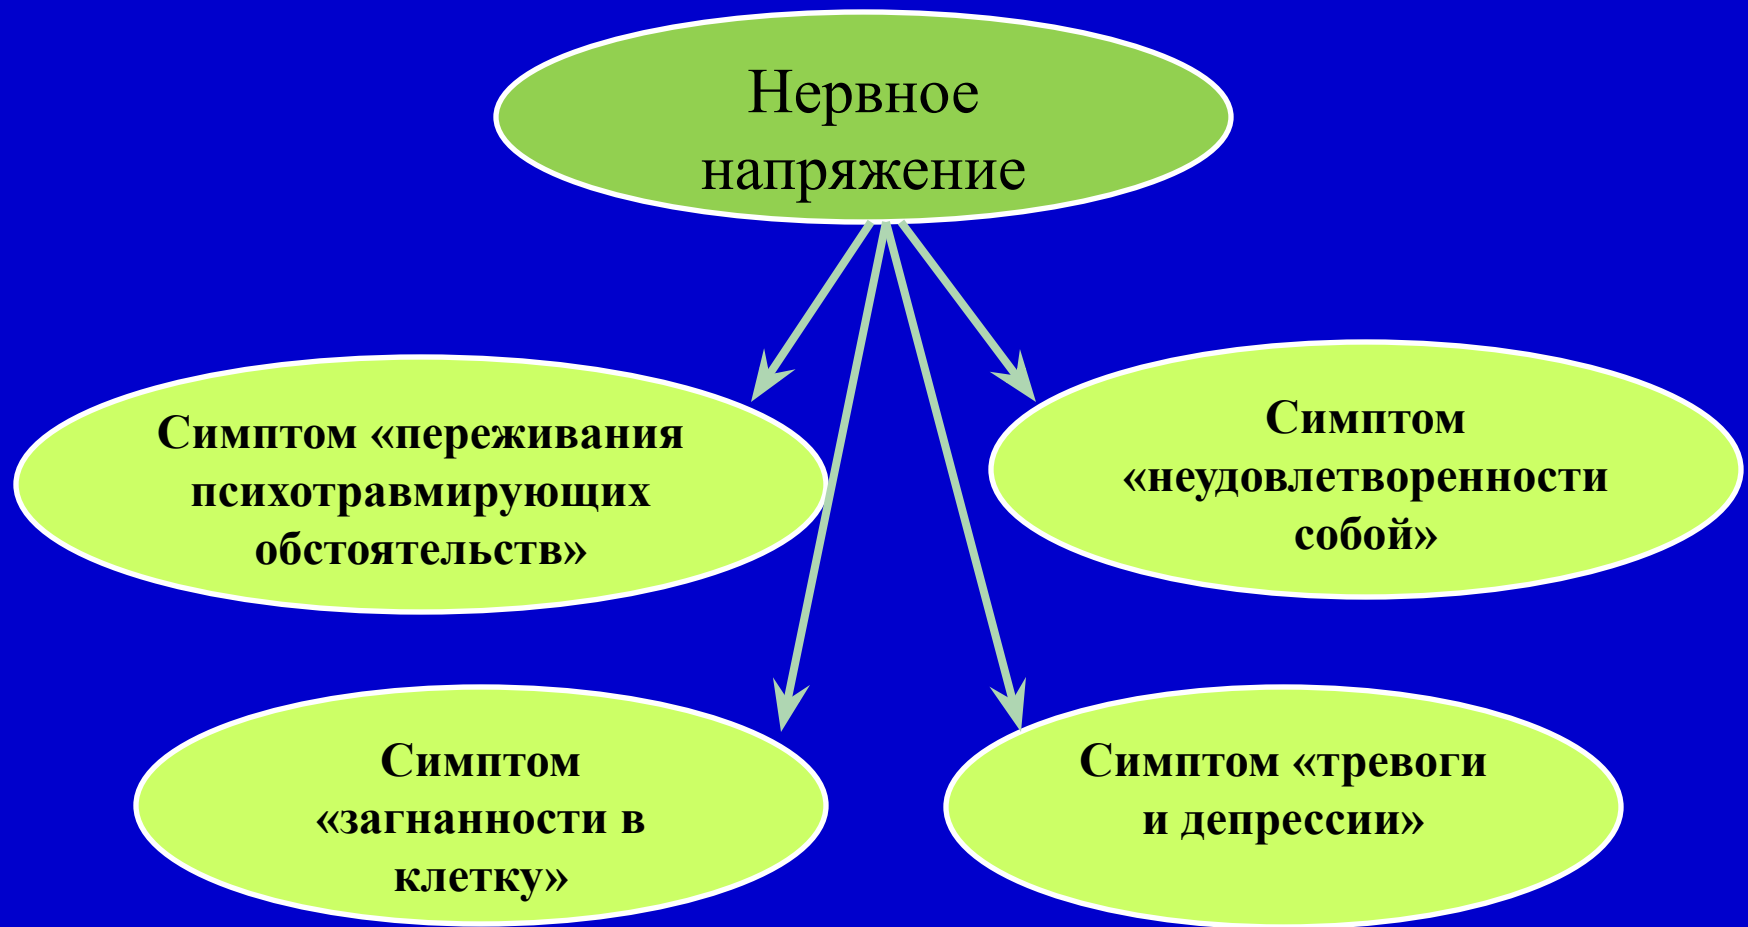 Нервное
напряжение
Симптом «переживания
психотравмирующих
обстоятельств»
Симптом
«неудовлетворенности
собой»
Симптом
«загнанности в
клетку»
Симптом «тревоги
и депрессии»